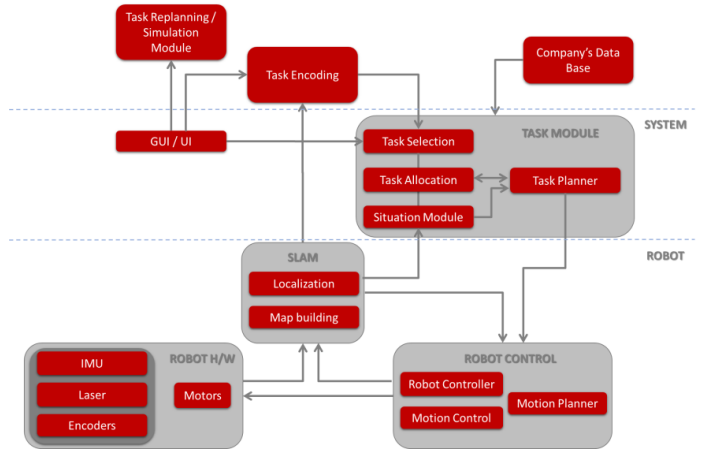 Task Replanning /
Simulation
Module
Company's Data
Base
Task Encoding
SYSTEM
GUI / UI
TASK MODULE
Task Selection
Task Allocation
Task Planner
Situation Module
ROBOT
SLAM
Localization
Map building
ROBOT H/W
IMU
Laser
Encoders
Motors
ROBOT CONTROL
Robot Controller
Motion Planner
Motion Control